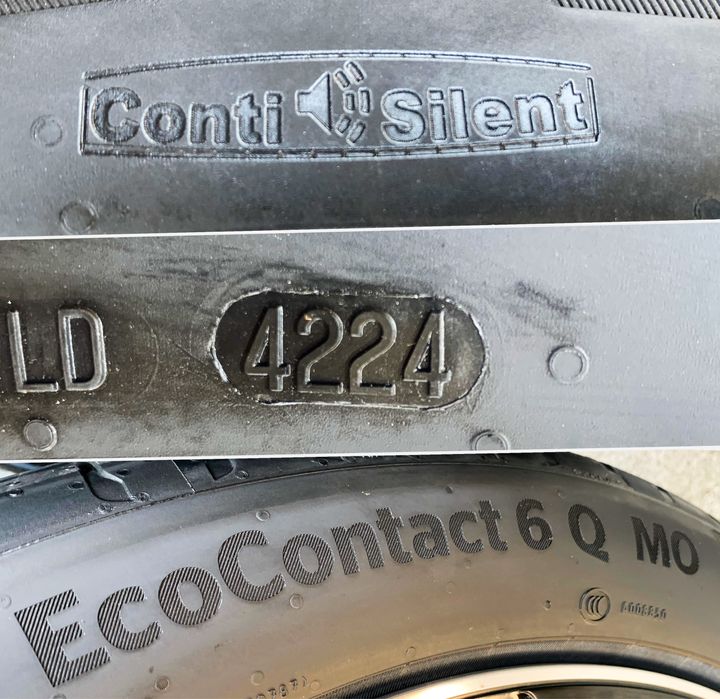 Conti Silent
LD 4224
EcoContact 6 Q MO